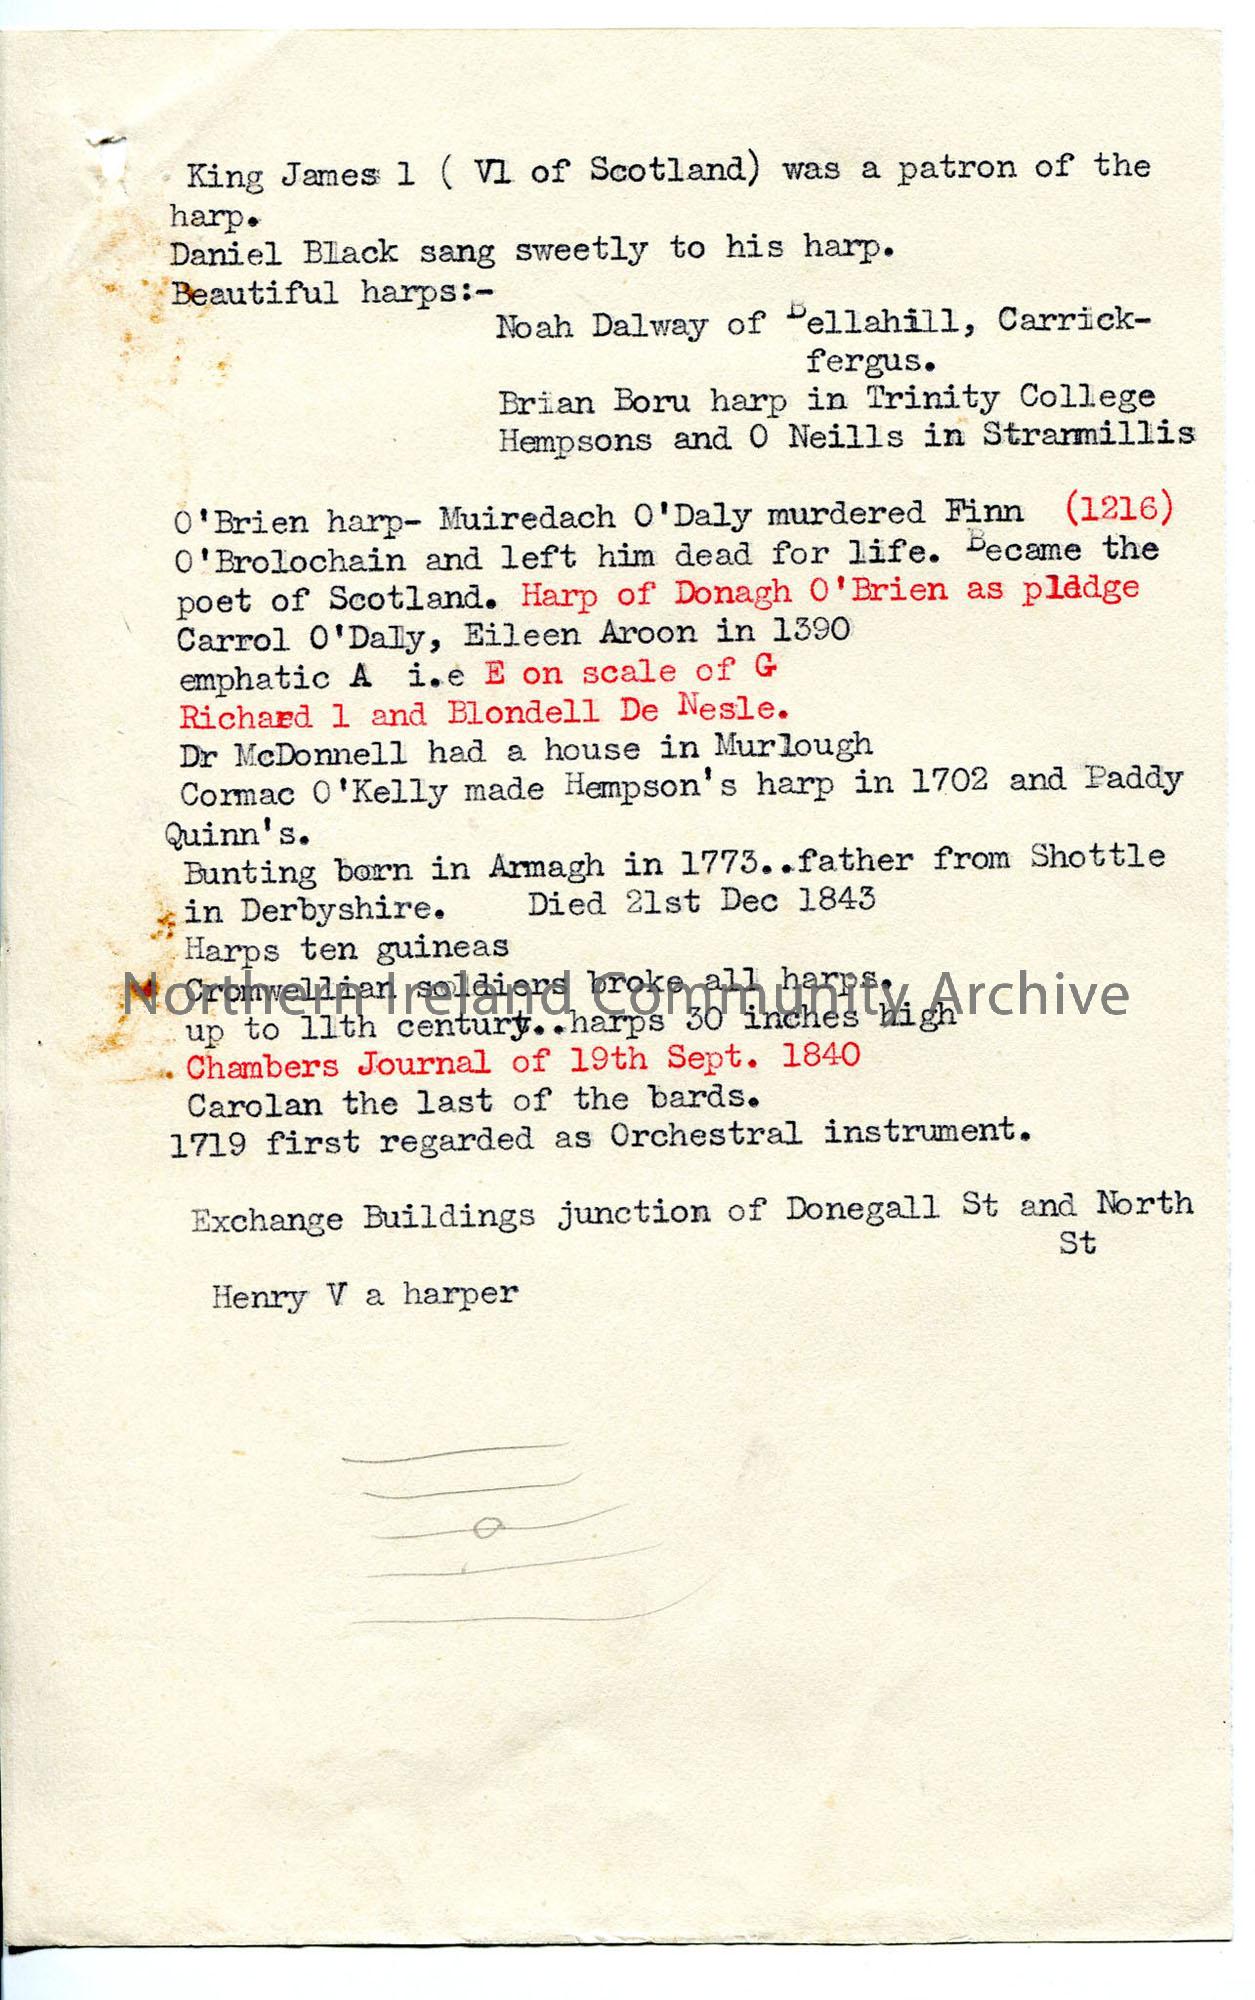 King James 1 ( V1 of Scotland) was a patron of the
harp.
Daniel Black sang sweetly to his harp.
Beautiful harps:-
Noah Dalway of Bellahill, Carrick-
fergus.
Brian Boru harp in Trinity College
Hempsons and O Neills in Stranmillis
O'Brien harp- Muiredach O'Daly murdered Finn (1216)
O'Brolochain and left him dead for life. Became the
poet of Scotland. Harp of Donagh O'Brien as pledge
Carrol O'Daly, Eileen Aroon in 1390
emphatic A i.e E on scale of G
Richard 1 and Blondell De Nesle.
Dr McDonnell had a house in Murlough
Cormac O'Kelly made Hempson's harp in 1702 and Paddy
Quinn's.
Bunting born in Armagh in 1773..father from Shottle
in Derbyshire. Died 21st Dec 1843
Harps ten guineas
Cromwellian soldiers broke all harps.
Northern Ireland Community Archive
up to 11th century..harps 30 inches high
. Chambers Journal of 19th Sept. 1840
Carolan the last of the bards.
1719 first regarded as Orchestral instrument.
Exchange Buildings junction of Donegall St and North
St
Henry V a harper